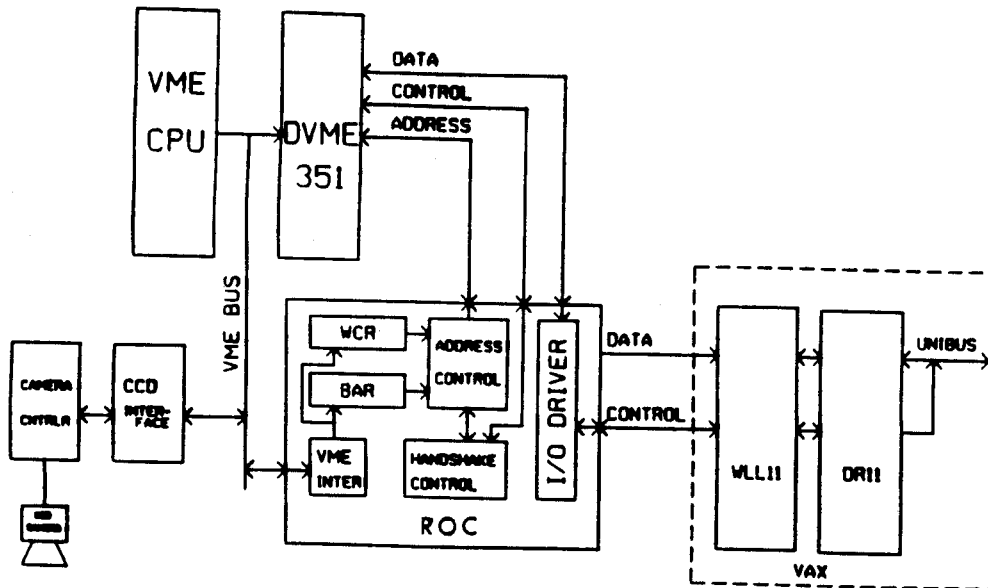 VME
CPU
DVME
351
DATA
CONTROL
ADDRESS
VME BUS
CAMERA
CNTRLR
CCD
INTER-
FACE
WCR
BAR
VME
INTER
ADDRESS
CONTROL
HANDSHAKE
CONTROL
I/O DRIVER
ROC
DATA
CONTROL
WLL11
DR11
UNIBUS
VAX